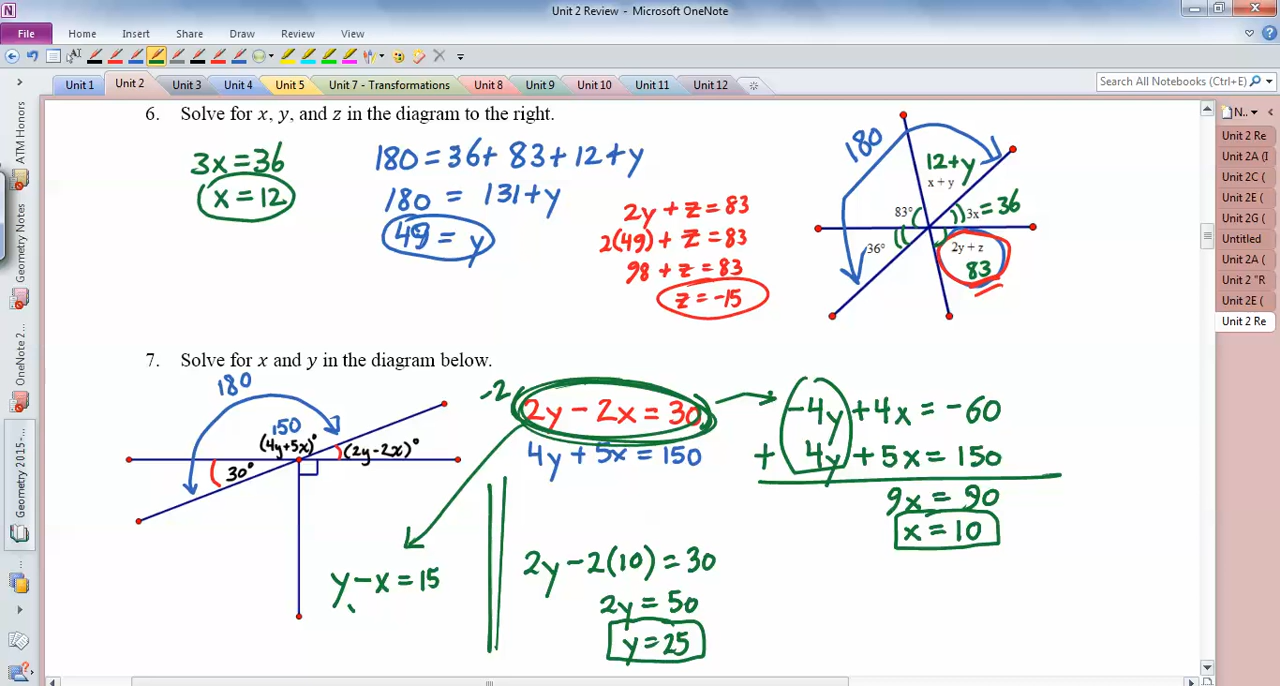 Unit 2 Review - Microsoft OneNote
File Home Insert Share Draw Review View
Unit 1 Unit 2 Unit 3 Unit 4 Unit 5 Unit 7 - Transformations Unit 8 Unit 9 Unit 10 Unit 11 Unit 12
Search All Notebooks (Ctrl+E)
ATM Honors
OneNote 2
Geometry 2015-
N..
Unit 2 Re
Unit 2A (I
Unit 2C (
Unit 2E (
Unit 2G (
Untitled
Unit 2A (
Unit 2 "R
Unit 2E (
Unit 2 Re
6. Solve for x, y, and z in the diagram to the right.
3x = 36
x = 12
180 = 36 + 83 + 12 + y
180 = 131 + y
49 = y
2y + z = 83
2(49) + z = 83
98 + z = 83
z = -15
180
12 + y
x + y
83°
3x = 36
36°
2y + z
83
7. Solve for x and y in the diagram below.
180
150
(4y+5x)°
(2y-2x)°
30°
-2
2y - 2x = 30
4y + 5x = 150
-4y + 4x = -60
+ 4y + 5x = 150
9x = 90
x = 10
y - x = 15
2y - 2(10) = 30
2y = 50
y = 25